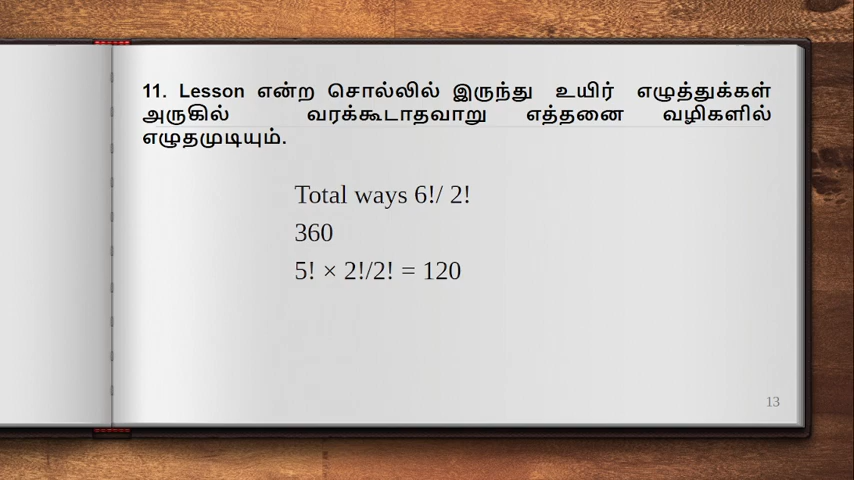 11. Lesson என்ற சொல்லில் இருந்து உயிர் எழுத்துக்கள்
அருகில் வரக்கூடாதவாறு எத்தனை வழிகளில்
எழுதமுடியும்.
Total ways 6!/ 2!
360
5! × 2!/2! = 120
13